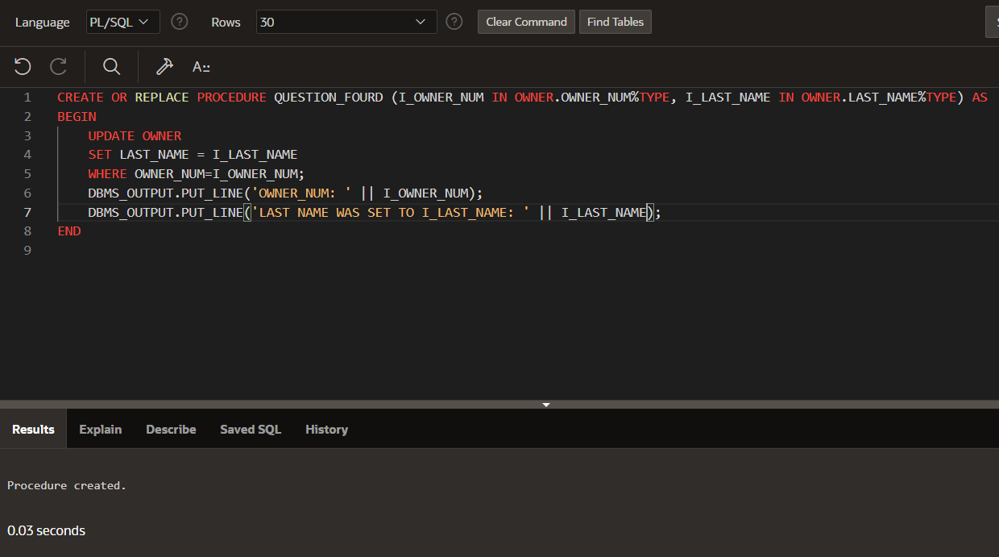 Language PL/SQL ? Rows 30 ? Clear Command Find Tables
A::
1 CREATE OR REPLACE PROCEDURE QUESTION_FOURD (I_OWNER_NUM IN OWNER.OWNER_NUM%TYPE, I_LAST_NAME IN OWNER.LAST_NAME%TYPE) AS
2 BEGIN
3 UPDATE OWNER
4 SET LAST_NAME = I_LAST_NAME
5 WHERE OWNER_NUM=I_OWNER_NUM;
6 DBMS_OUTPUT.PUT_LINE('OWNER_NUM: ' || I_OWNER_NUM);
7 DBMS_OUTPUT.PUT_LINE('LAST NAME WAS SET TO I_LAST_NAME: ' || I_LAST_NAME);
8 END
9
Results Explain Describe Saved SQL History
Procedure created.
0.03 seconds